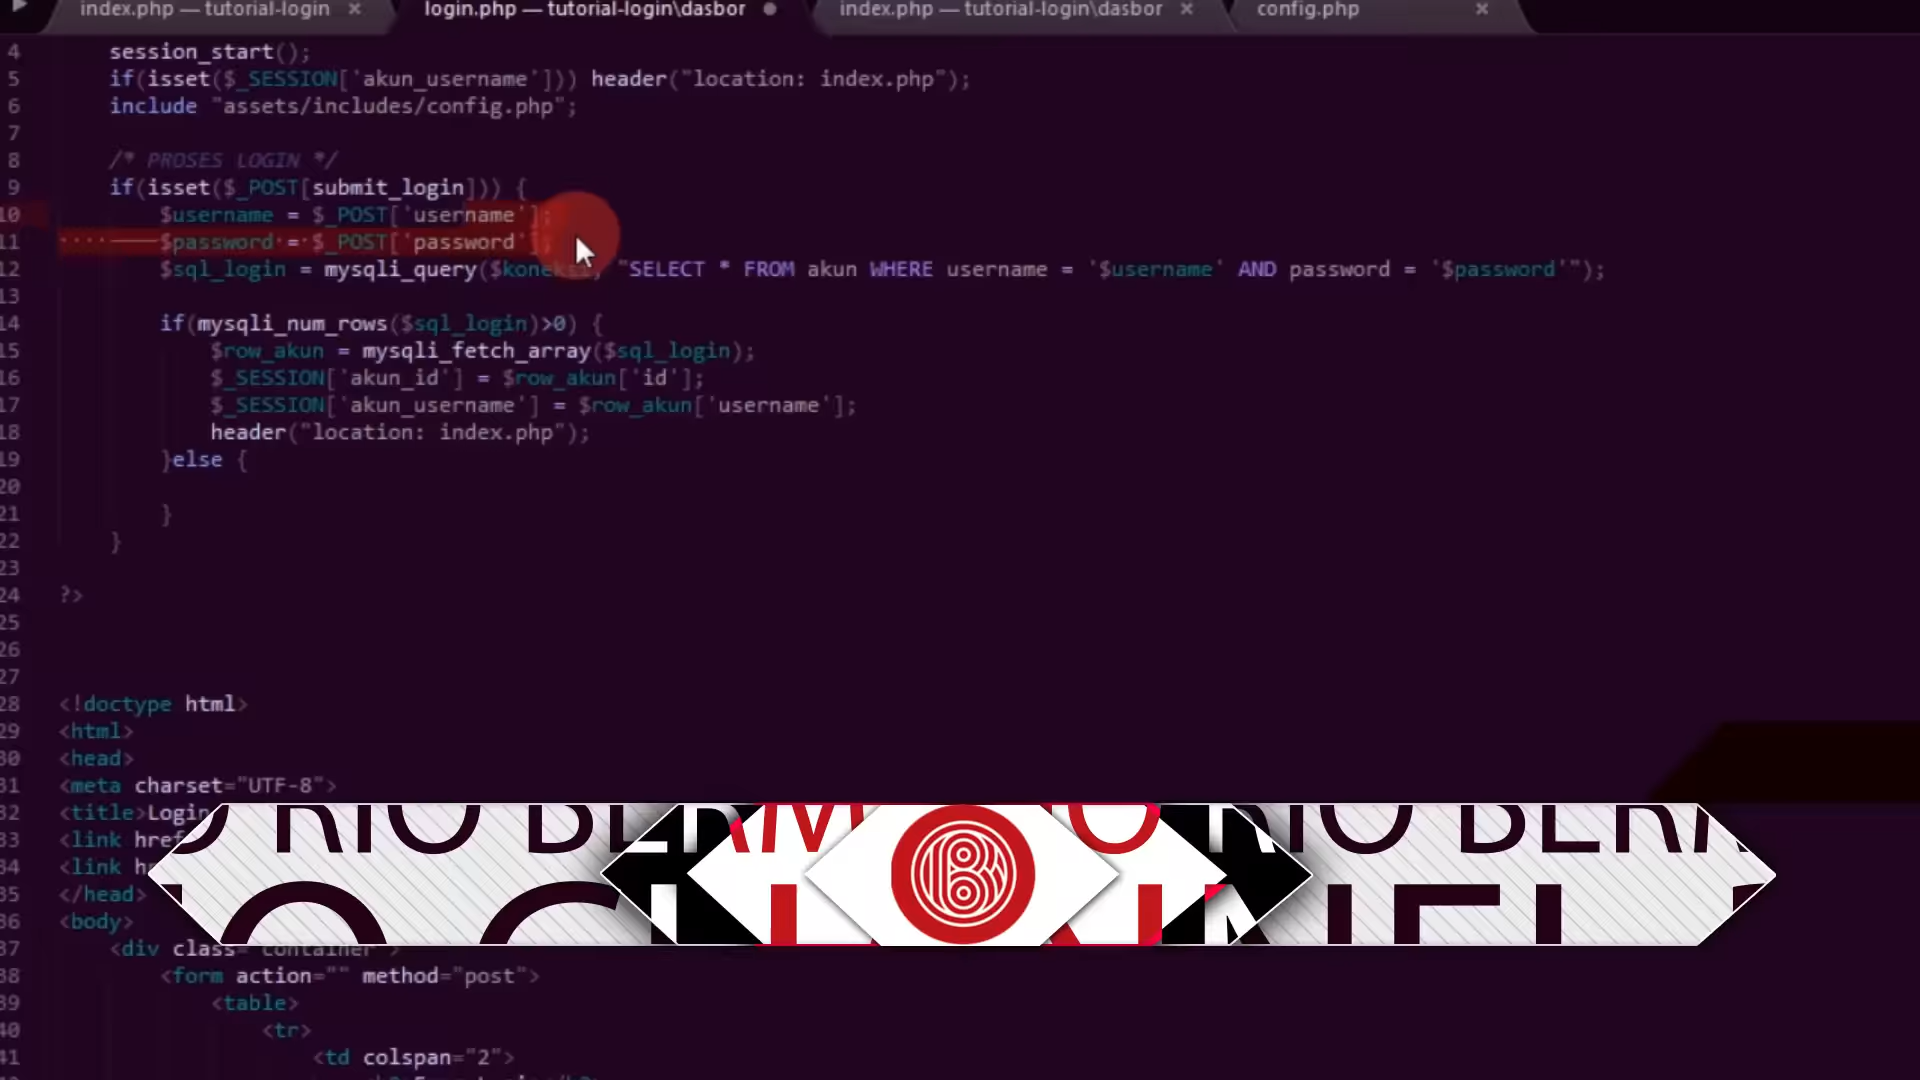 index.php — tutorial-login ×
login.php — tutorial-login\dasbor
index.php — tutorial-login\dasbor ×
config.php ×
4 session_start();
5 if(isset($_SESSION['akun_username'])) header("location: index.php");
6 include "assets/includes/config.php";
7
8 /* PROSES LOGIN */
9 if(isset($_POST[submit_login])) {
10 $username = $_POST['username'];
11 $password = $_POST['password'];
12 $sql_login = mysqli_query($koneksi, "SELECT * FROM akun WHERE username = '$username' AND password = '$password'");
13
14 if(mysqli_num_rows($sql_login)>0) {
15 $row_akun = mysqli_fetch_array($sql_login);
16 $_SESSION['akun_id'] = $row_akun['id'];
17 $_SESSION['akun_username'] = $row_akun['username'];
18 header("location: index.php");
19 }else {
20
21 }
22 }
23
24 ?>
25
26
27
28 <!doctype html>
29 <html>
30 <head>
31 <meta charset="UTF-8">
32 <title>Login
33 <link href
34 <link h
35 </head>
36 <body>
37 <div class="container">
38 <form action="" method="post">
39 <table>
40 <tr>
41 <td colspan="2">
RIO
RIO